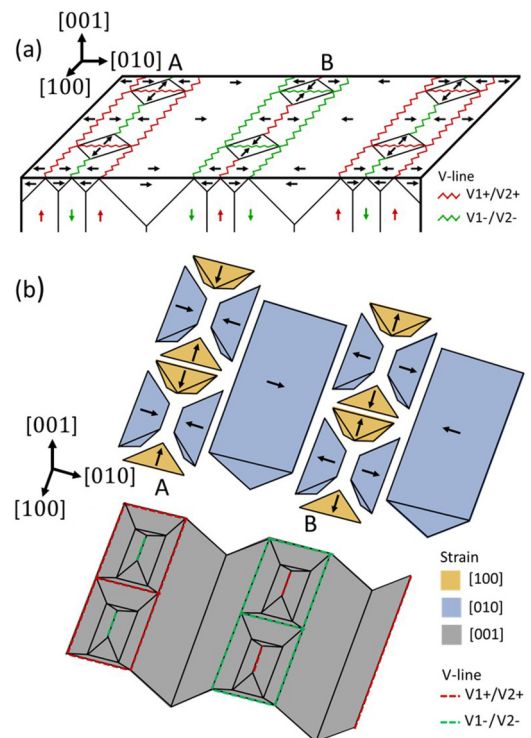 (a)
[001]
[010]
[100]
A
B
V-line
V1+/V2+
V1-/V2-
(b)
[001]
[010]
[100]
A
B
Strain
[100]
[010]
[001]
V-line
V1+/V2+
V1-/V2-